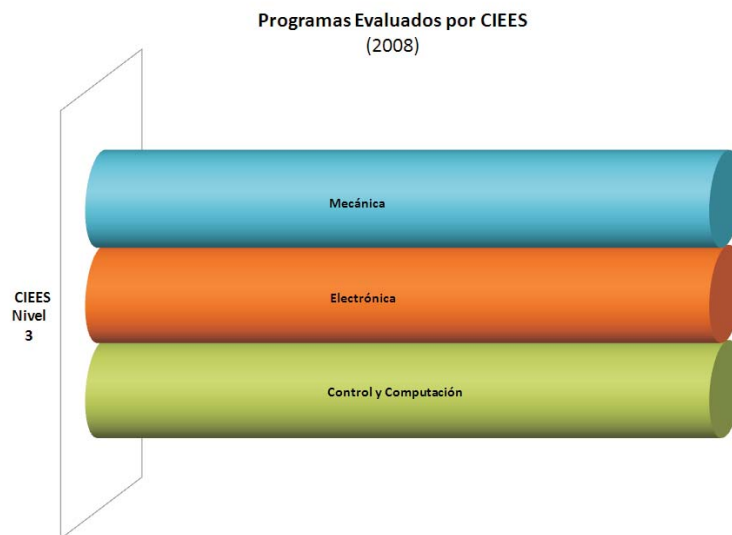 Programas Evaluados por CIEES
(2008)
Mecánica
Electrónica
CIEES
Nivel
3
Control y Computación